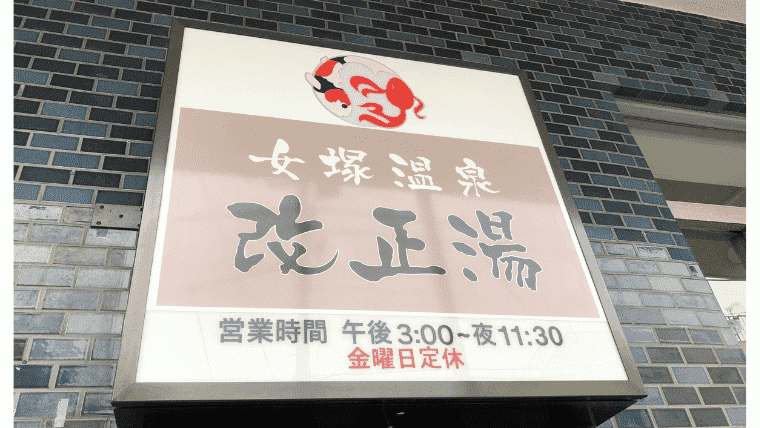 女塚温泉
改正湯
営業時間 午後3:00~夜11:30
金曜日定休